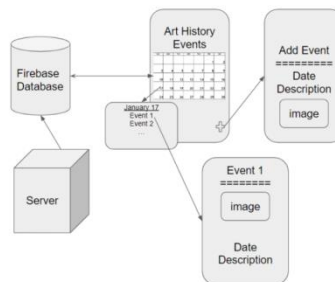 Art History
Events
Firebase
Database
January 17
Event 1
Event 2
...
Add Event
=========
Date
Description
image
Server
Event 1
========
image
Date
Description